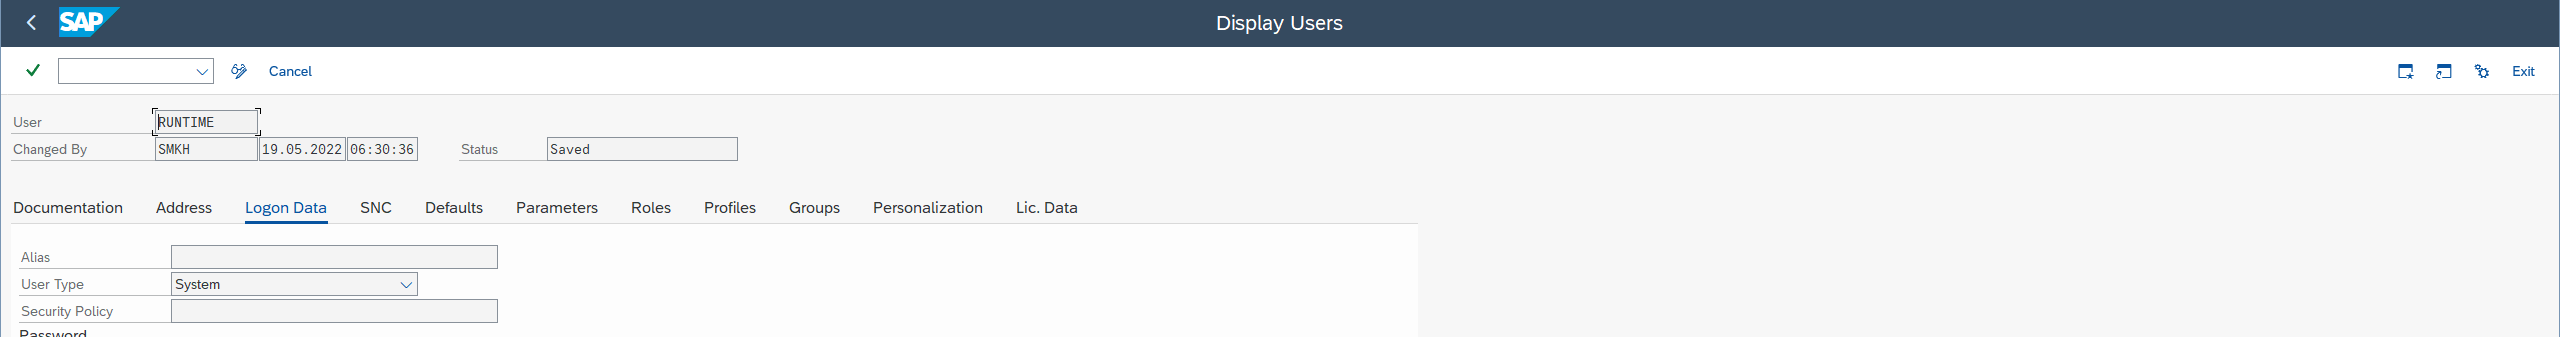 SAP Display Users
Cancel Exit
User RUNTIME
Changed By SMKH 19.05.2022 06:30:36 Status Saved
Documentation Address Logon Data SNC Defaults Parameters Roles Profiles Groups Personalization Lic. Data
Alias
User Type System
Security Policy
Password